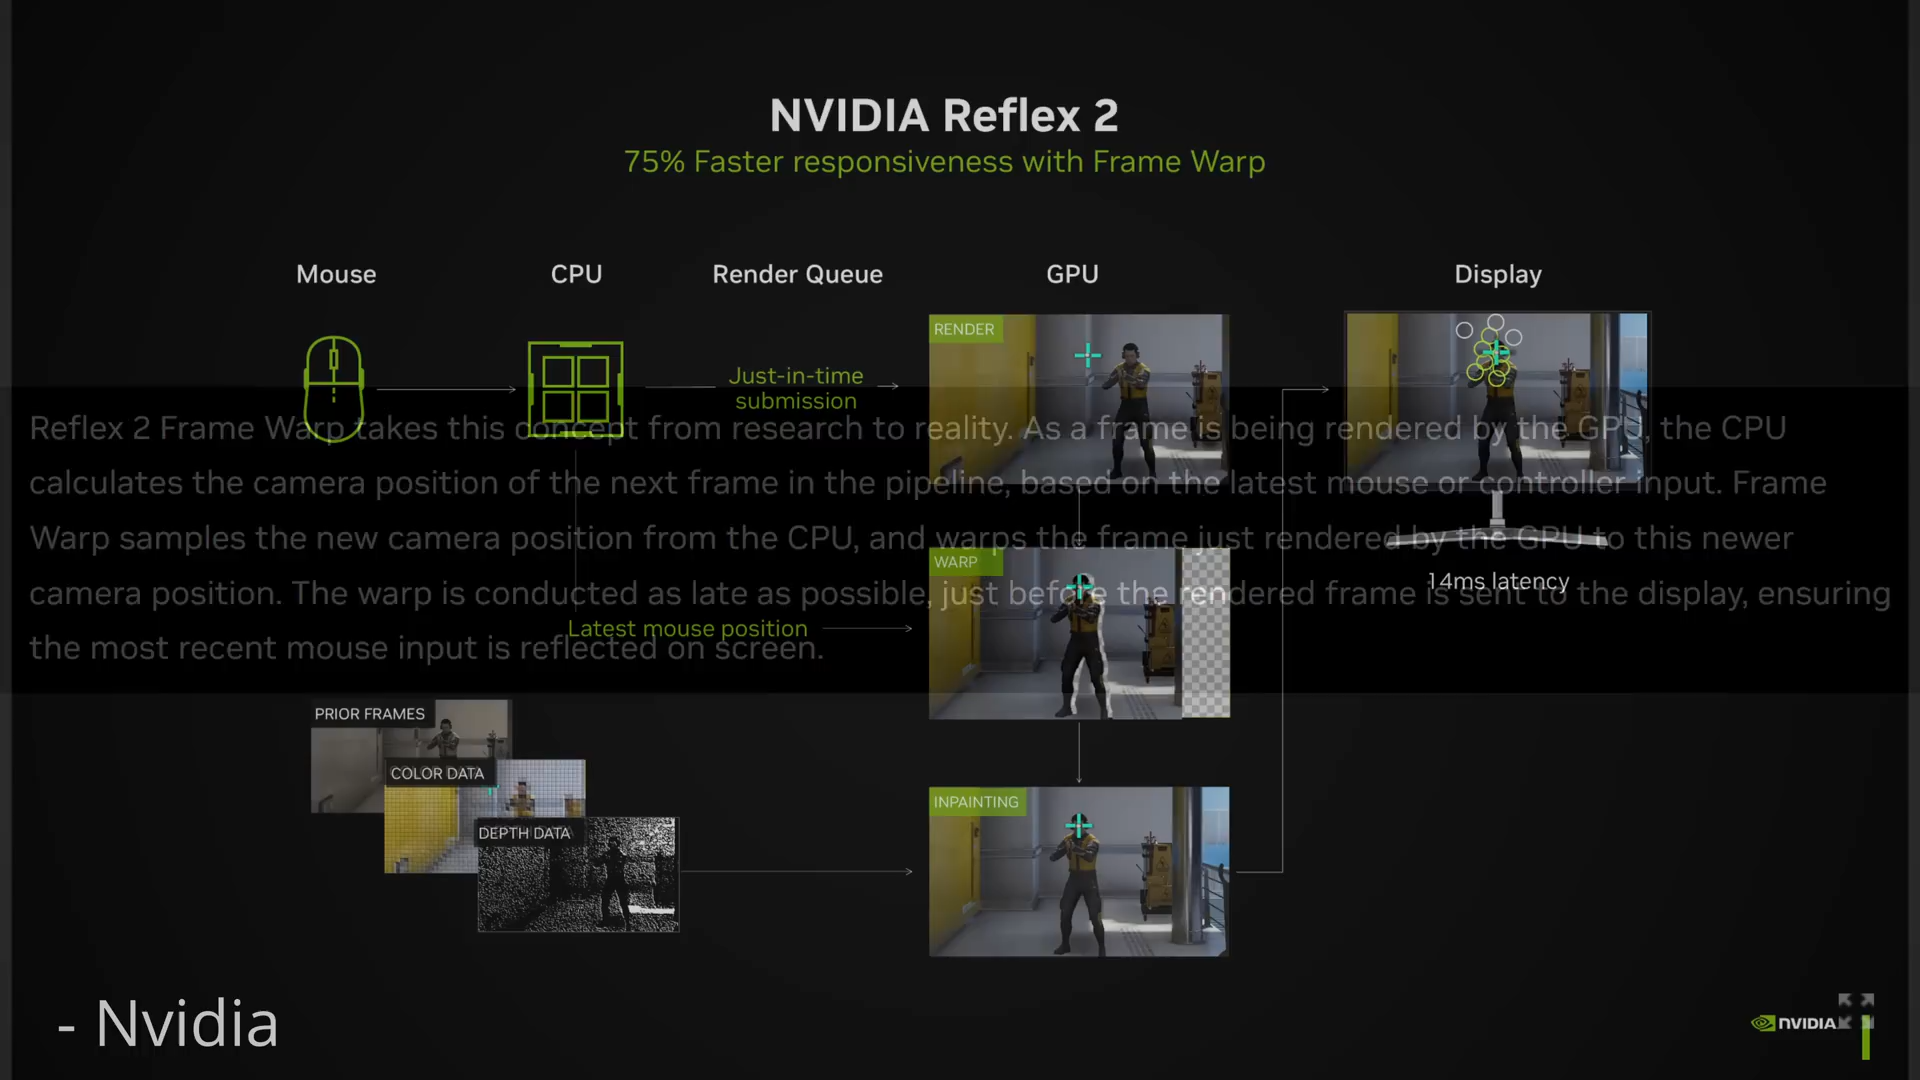 NVIDIA Reflex 2
75% Faster responsiveness with Frame Warp
Mouse
CPU
Render Queue
GPU
Display
RENDER
Just-in-time
submission
Reflex 2 Frame Warp takes this concept from research to reality. As a frame is being rendered by the GPU, the CPU
calculates the camera position of the next frame in the pipeline, based on the latest mouse or controller input. Frame
Warp samples the new camera position from the CPU, and warps the frame just rendered by the GPU to this newer
camera position. The warp is conducted as late as possible, just before the rendered frame is sent to the display, ensuring
the most recent mouse input is reflected on screen.
WARP
14ms latency
Latest mouse position
PRIOR FRAMES
COLOR DATA
DEPTH DATA
INPAINTING
- Nvidia
NVIDIA